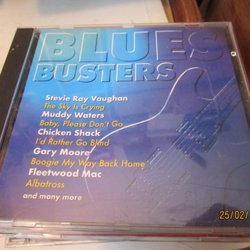 BLUES
BUSTERS
Stevie Ray Vaughan
The Sky Is Crying
Muddy Waters
Baby, Please Don't Go
Chicken Shack
I'd Rather Go Blind
Gary Moore
Boogie My Way Back Home
Fleetwood Mac
Albatross
and many more
25/02/